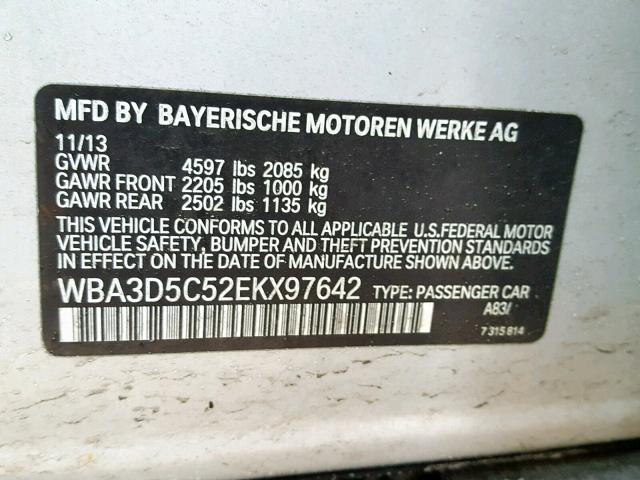 MFD BY BAYERISCHE MOTOREN WERKE AG
11/13
GVWR 4597 lbs 2085 kg
GAWR FRONT 2205 lbs 1000 kg
GAWR REAR 2502 lbs 1135 kg
THIS VEHICLE CONFORMS TO ALL APPLICABLE U.S.FEDERAL MOTOR
VEHICLE SAFETY, BUMPER AND THEFT PREVENTION STANDARDS
IN EFFECT ON THE DATE OF MANUFACTURE SHOWN ABOVE.
WBA3D5C52EKX97642 TYPE: PASSENGER CAR
A83/
7 315 814